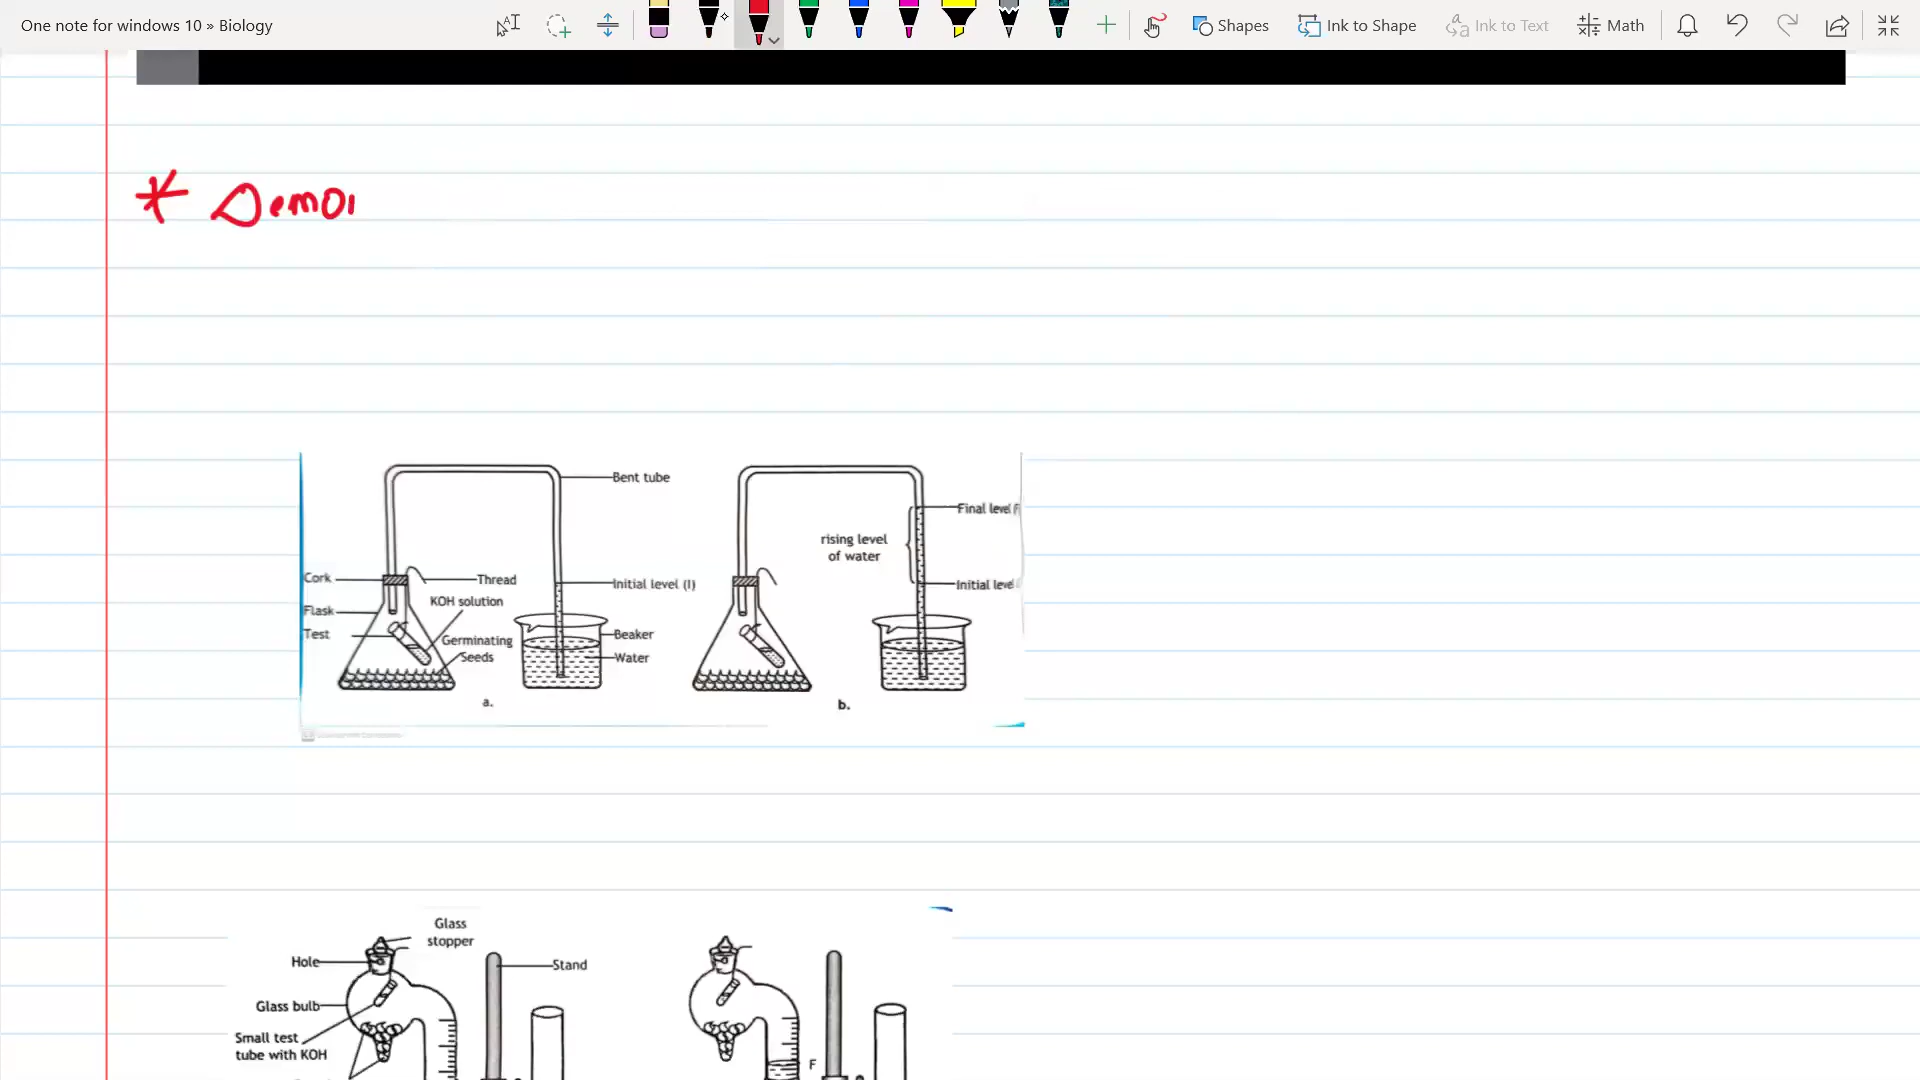 One note for windows 10 » Biology
Shapes
Ink to Shape
Ink to Text
Math
* Demo
Bent tube
Cork
Thread
Initial level (I)
KOH solution
Flask
Test
Germinating
Seeds
Beaker
Water
a.
Final level (F
rising level
of water
Initial level
b.
Glass
stopper
Hole
Stand
Glass bulb
Small test
tube with KOH
F